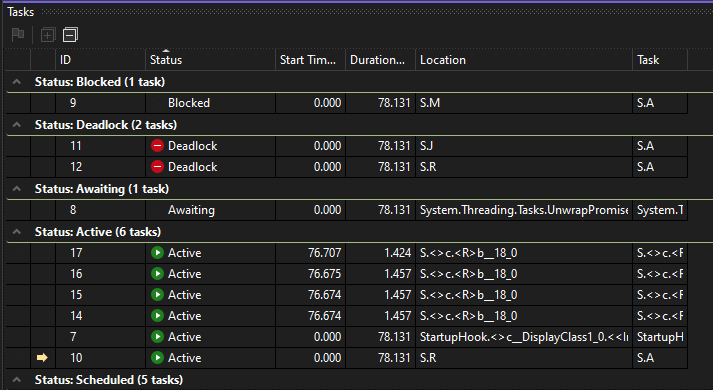 Tasks
ID Status Start Tim... Duration... Location Task
Status: Blocked (1 task)
9 Blocked 0.000 78.131 S.M S.A
Status: Deadlock (2 tasks)
11 Deadlock 0.000 78.131 S.J S.A
12 Deadlock 0.000 78.131 S.R S.A
Status: Awaiting (1 task)
8 Awaiting 0.000 78.131 System.Threading.Tasks.UnwrapPromise System.T
Status: Active (6 tasks)
17 Active 76.707 1.424 S.<>c.<R>b__18_0 S.<>c.<F
16 Active 76.675 1.457 S.<>c.<R>b__18_0 S.<>c.<F
15 Active 76.674 1.457 S.<>c.<R>b__18_0 S.<>c.<F
14 Active 76.674 1.457 S.<>c.<R>b__18_0 S.<>c.<F
7 Active 0.000 78.131 StartupHook.<>c__DisplayClass1_0.<<I StartupH
10 Active 0.000 78.131 S.R S.A
Status: Scheduled (5 tasks)